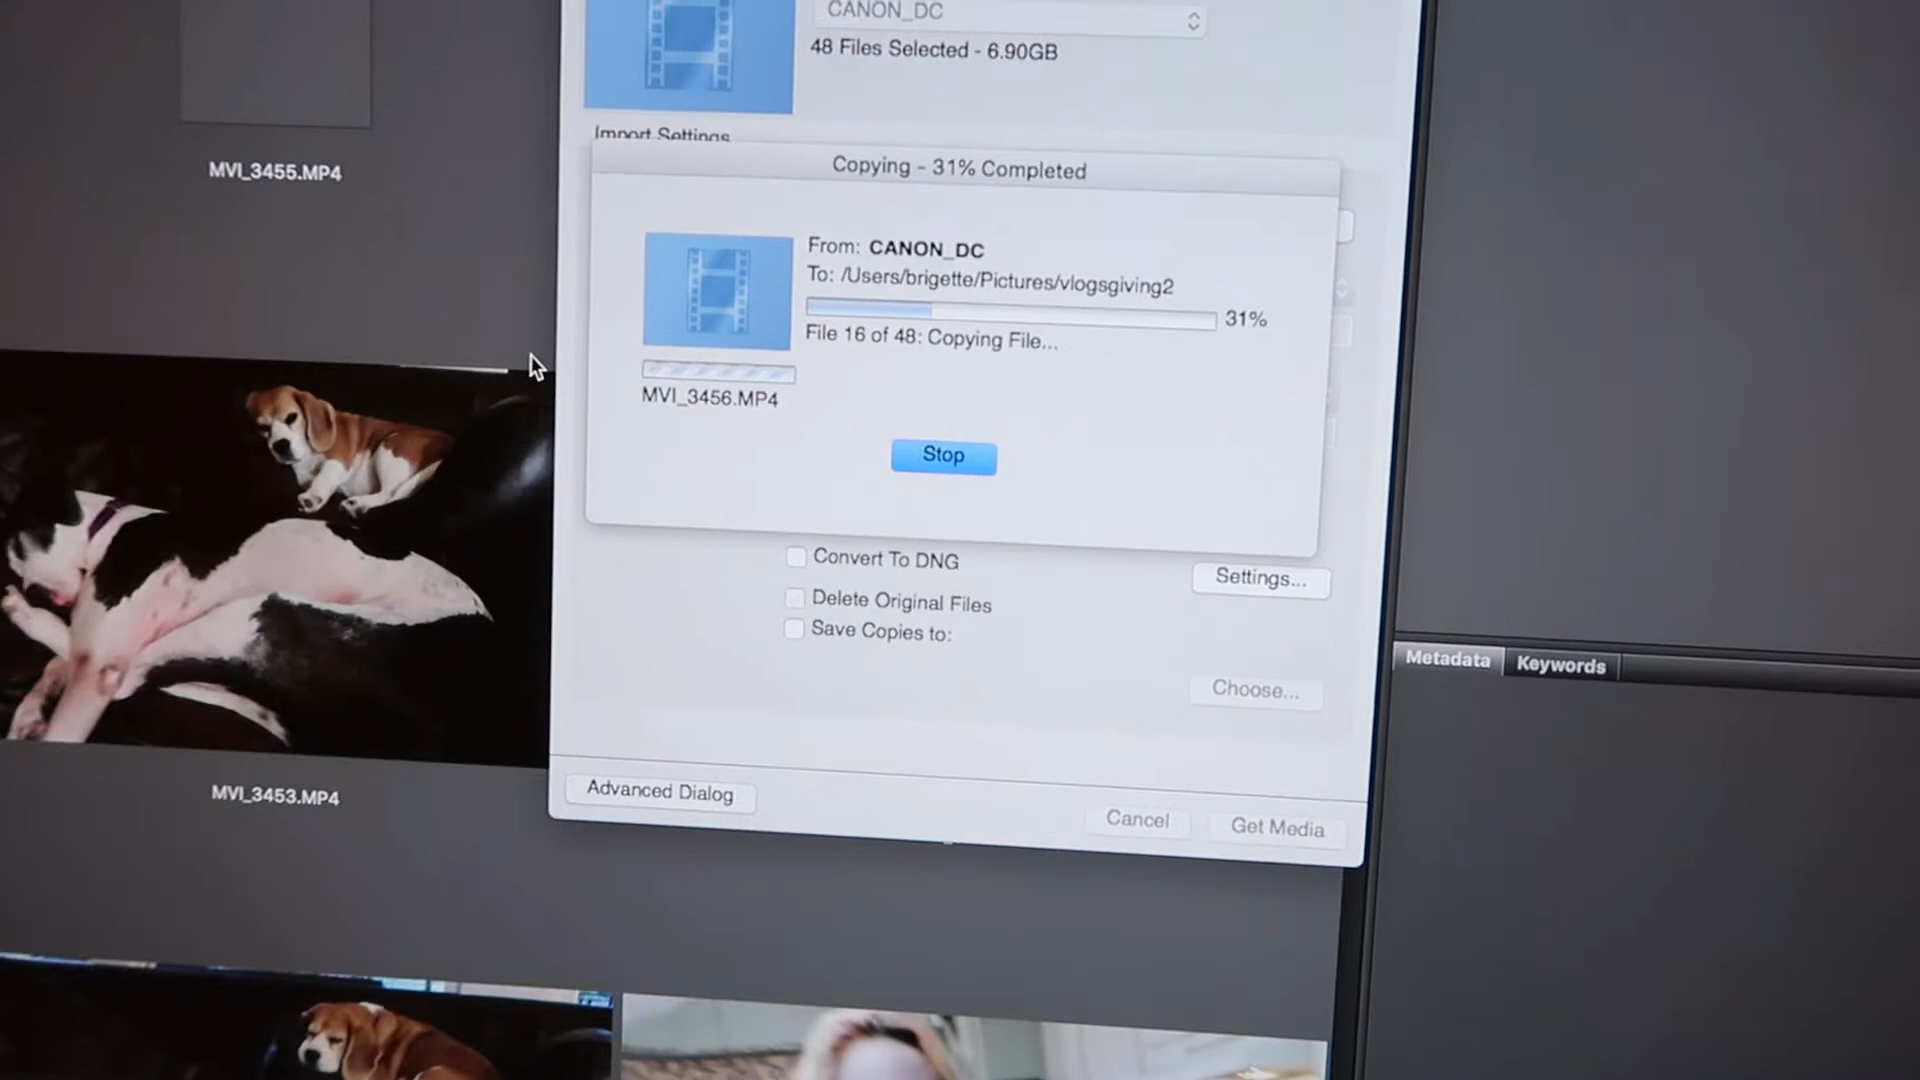 CANON_DC
48 Files Selected - 6.90GB
Import Settings
MVI_3455.MP4
Copying - 31% Completed
From: CANON_DC
To: /Users/brigette/Pictures/vlogsgiving2
31%
File 16 of 48: Copying File...
MVI_3456.MP4
Stop
Convert To DNG
Settings...
Delete Original Files
Save Copies to:
Metadata
Keywords
Choose...
MVI_3453.MP4
Advanced Dialog
Cancel
Get Media